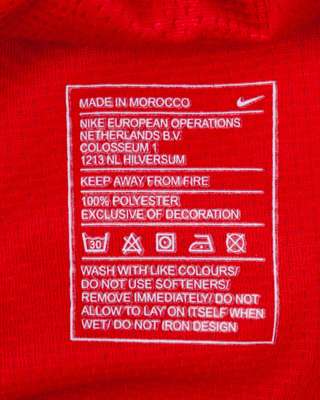 MADE IN MOROCCO
NIKE EUROPEAN OPERATIONS
NETHERLANDS B.V.
COLOSSEUM 1
1213 NL HILVERSUM
KEEP AWAY FROM FIRE
100% POLYESTER
EXCLUSIVE OF DECORATION
30
WASH WITH LIKE COLOURS/
DO NOT USE SOFTENERS/
REMOVE IMMEDIATELY/ DO NOT
ALLOW TO LAY ON ITSELF WHEN
WET/ DO NOT IRON DESIGN